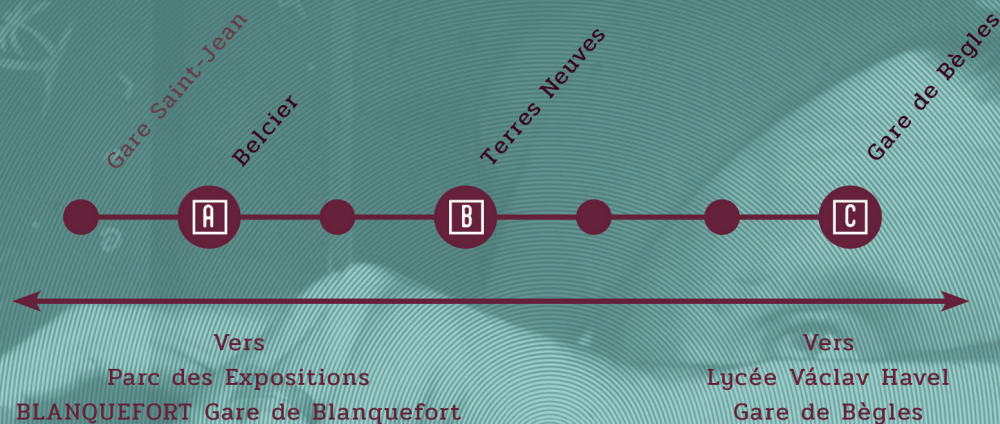 Gare Saint-Jean
Belcier
Terres Neuves
Gare de Bègles
A
B
C
Vers
Parc des Expositions
BLANQUEFORT Gare de Blanquefort
Vers
Lycée Václav Havel
Gare de Bègles